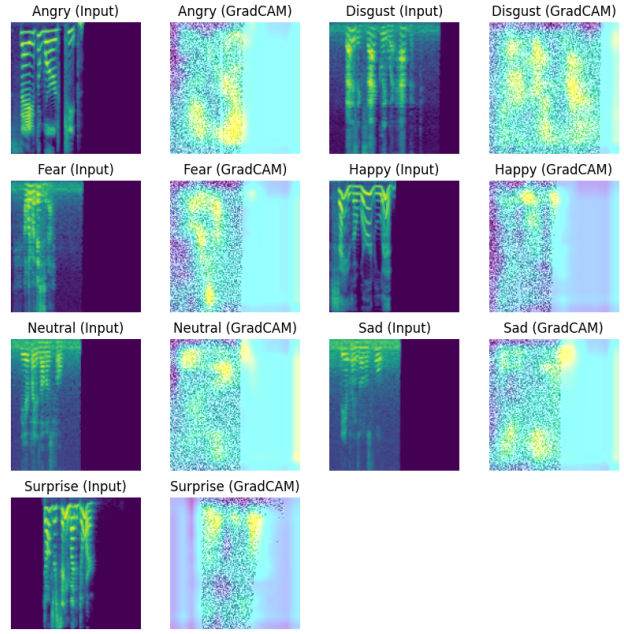 Angry (Input) Angry (GradCAM) Disgust (Input) Disgust (GradCAM)
Fear (Input) Fear (GradCAM) Happy (Input) Happy (GradCAM)
Neutral (Input) Neutral (GradCAM) Sad (Input) Sad (GradCAM)
Surprise (Input) Surprise (GradCAM)